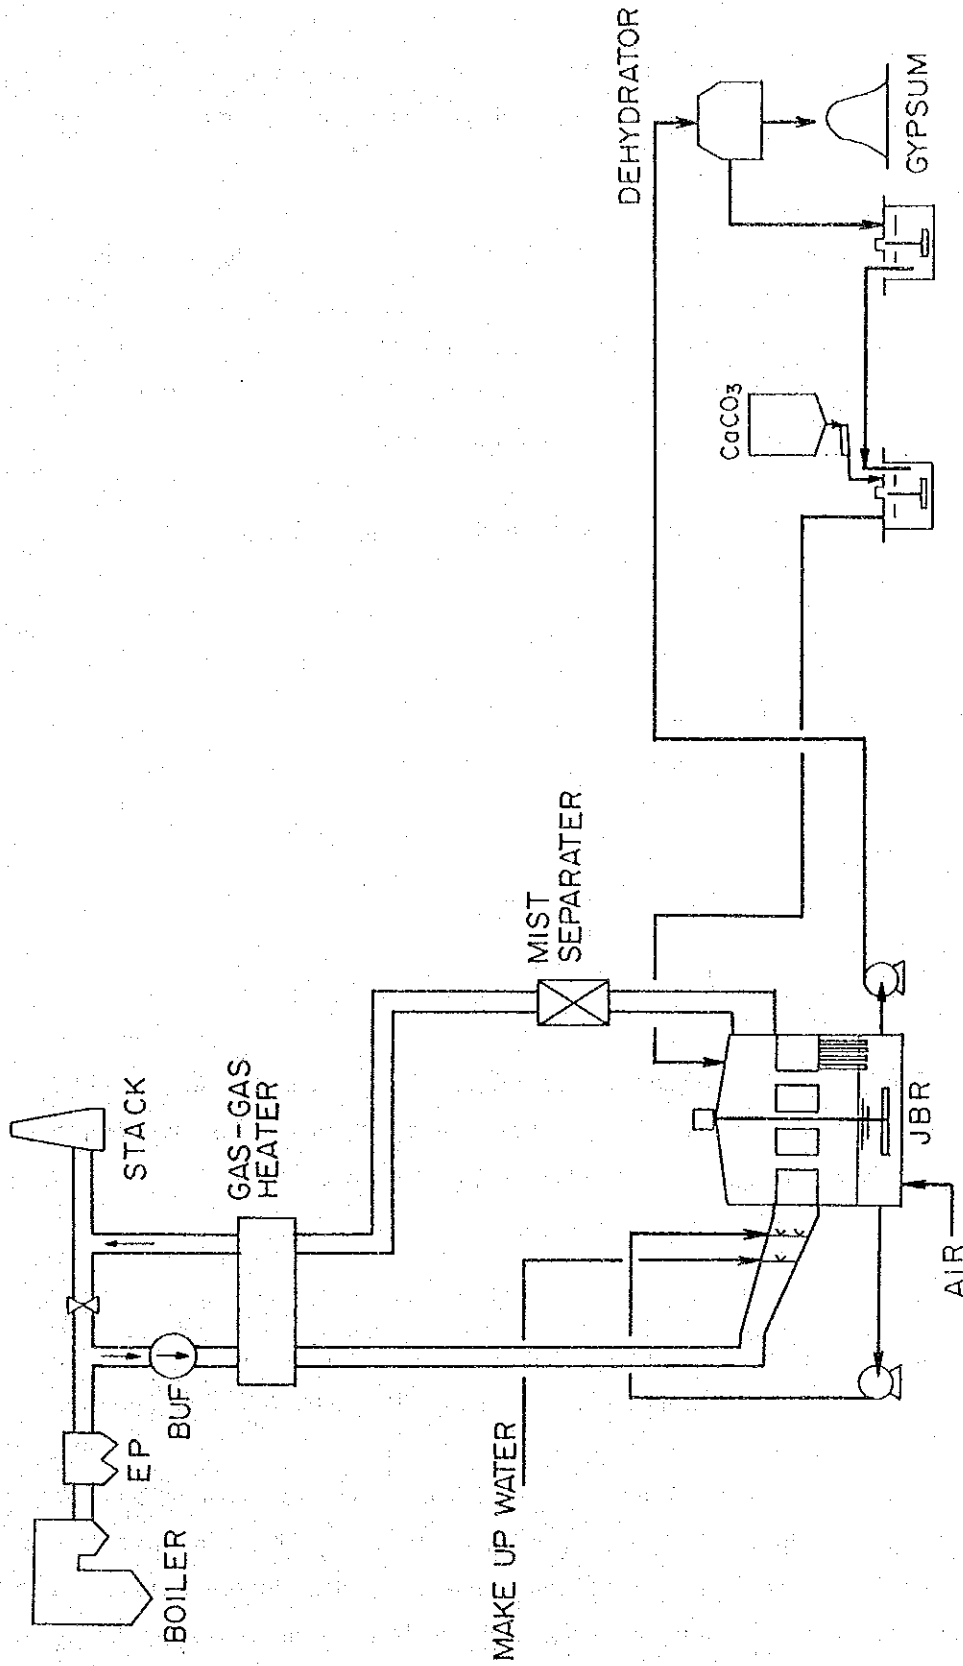 BOILER
EP
BUF
STACK
GAS-GAS
HEATER
MAKE UP WATER
MIST
SEPARATER
AIR
JBR
CaCO3
DEHYDRATOR
GYPSUM